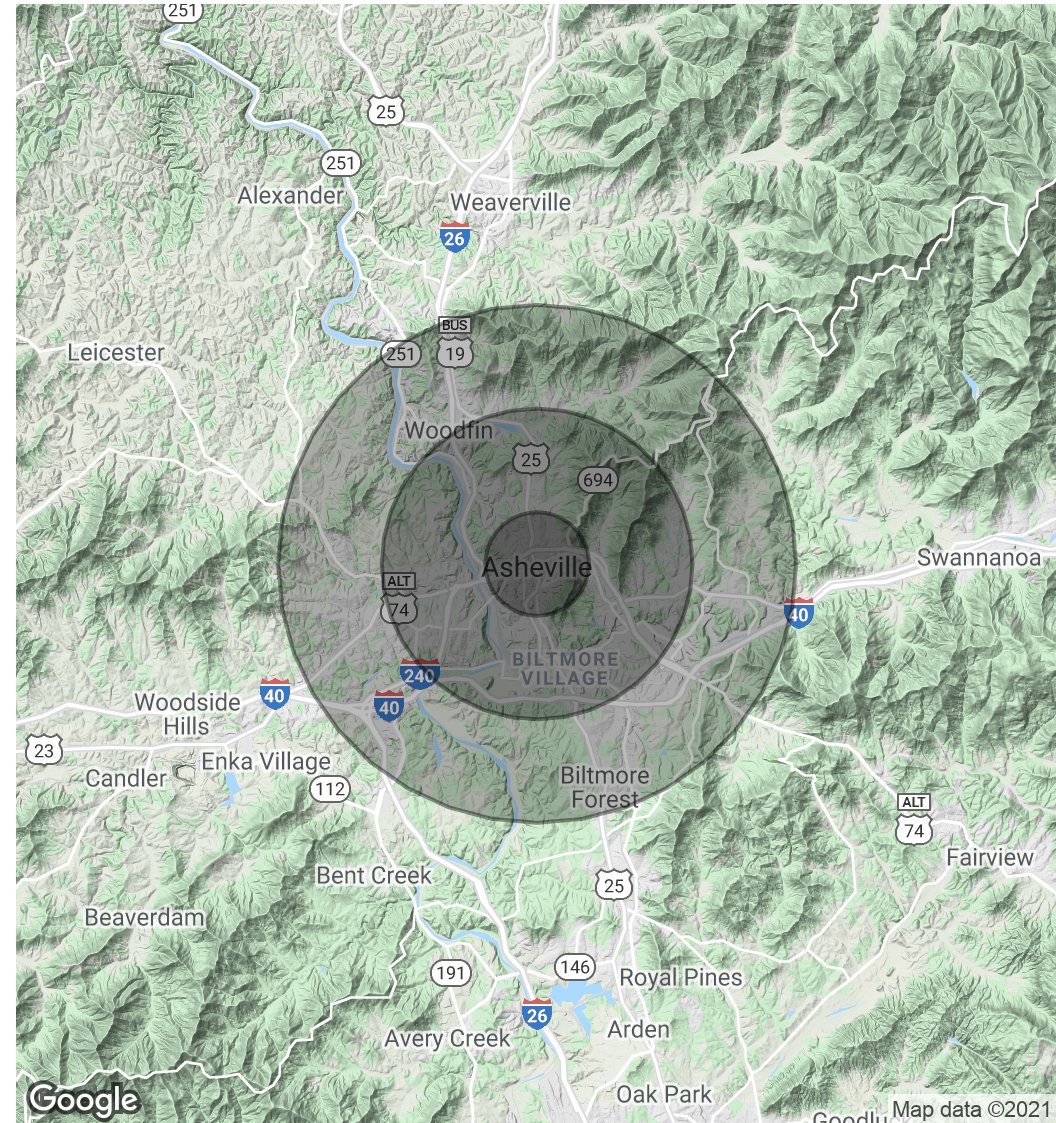 251
25
251
Alexander
Weaverville
26
BUS
19
251
Leicester
Woodfin
25
694
Swannanoa
Asheville
ALT
74
40
BILTMORE
VILLAGE
240
40
40
Woodside
Hills
23
Enka Village
Candler
112
Biltmore
Forest
ALT
74
Fairview
Bent Creek
25
Beaverdam
191
146
Royal Pines
26
Arden
Avery Creek
Oak Park
Google
Map data ©2021